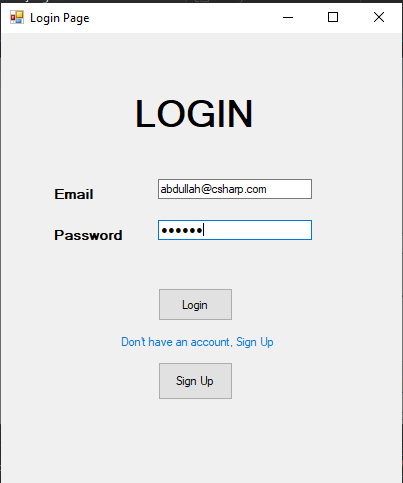 Login Page
LOGIN
Email abdullah@csharp.com
Password ●●●●●●
Login
Don't have an account, Sign Up
Sign Up